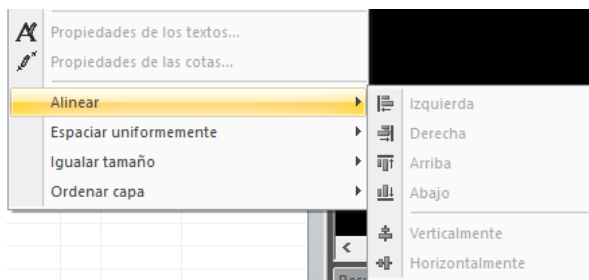 Propiedades de los textos...
Propiedades de las cotas...
Alinear
Espaciar uniformemente
Igualar tamaño
Ordenar capa
Izquierda
Derecha
Arriba
Abajo
Verticalmente
Horizontalmente